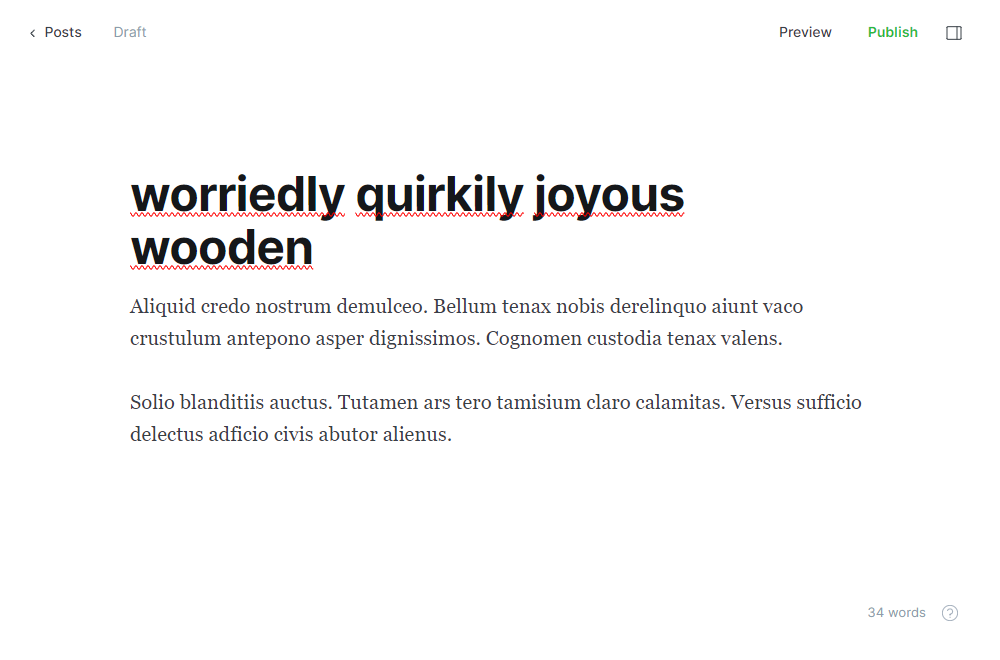 Posts Draft Preview Publish
worriedly quirkily joyous
wooden
Aliquid credo nostrum demulceo. Bellum tenax nobis derelinquo aiunt vaco
crustulum antepono asper dignissimos. Cognomen custodia tenax valens.
Solio blanditiis auctus. Tutamen ars tero tamisium claro calamitas. Versus sufficio
delectus adficio civis abutor alienus.
34 words